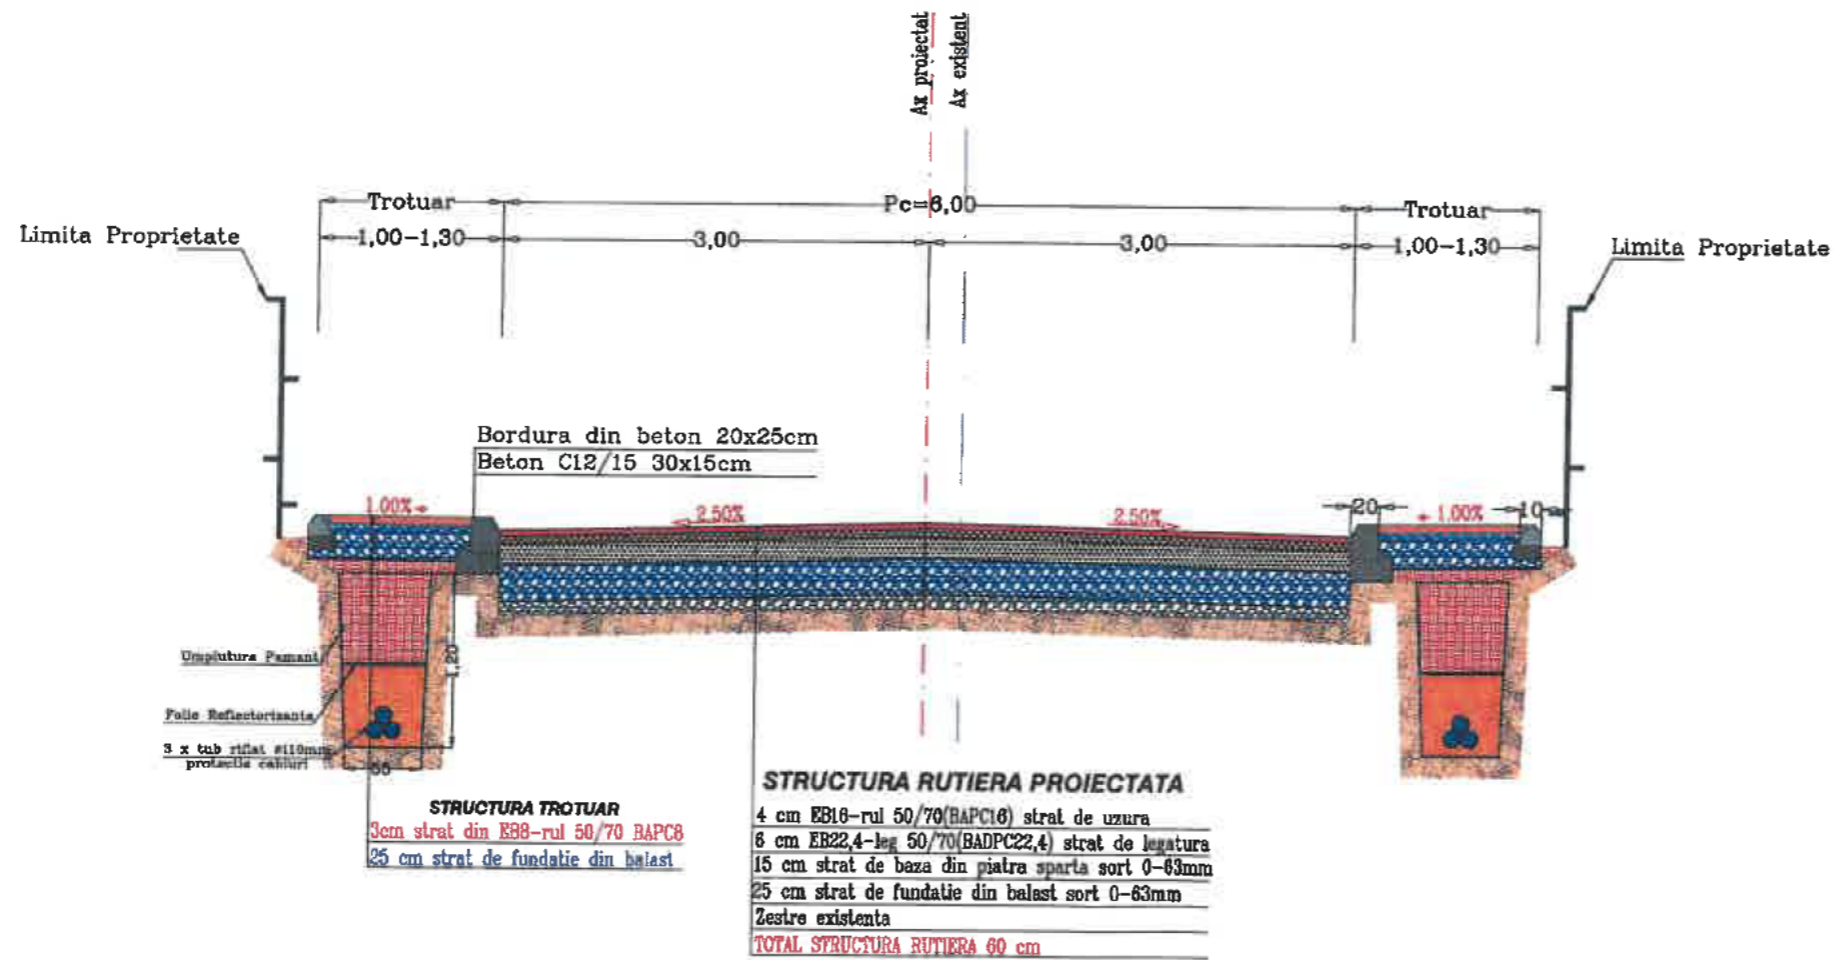 Ax proiectat
Ax existent
Trotuar
Pc=6,00
Trotuar
Limita Proprietate
1,00-1,30
3,00
3,00
1,00-1,30
Limita Proprietate
Bordura din beton 20x25cm
Beton C12/15 30x15cm
1.00%
2.50%
2.50%
20
1.00%
10
Umplutura Pamant
1,20
Folie Reflectorizanta
3 x tub riflat ø110mm
protectie cabluri
55
STRUCTURA TROTUAR
3cm strat din EB8-rul 50/70 BAPC8
25 cm strat de fundatie din balast
STRUCTURA RUTIERA PROIECTATA
4 cm EB16-rul 50/70(BAPC16) strat de uzura
6 cm EB22,4-leg 50/70(BADPC22,4) strat de legatura
15 cm strat de baza din piatra sparta sort 0-63mm
25 cm strat de fundatie din balast sort 0-63mm
Zestre existenta
TOTAL STRUCTURA RUTIERA 60 cm